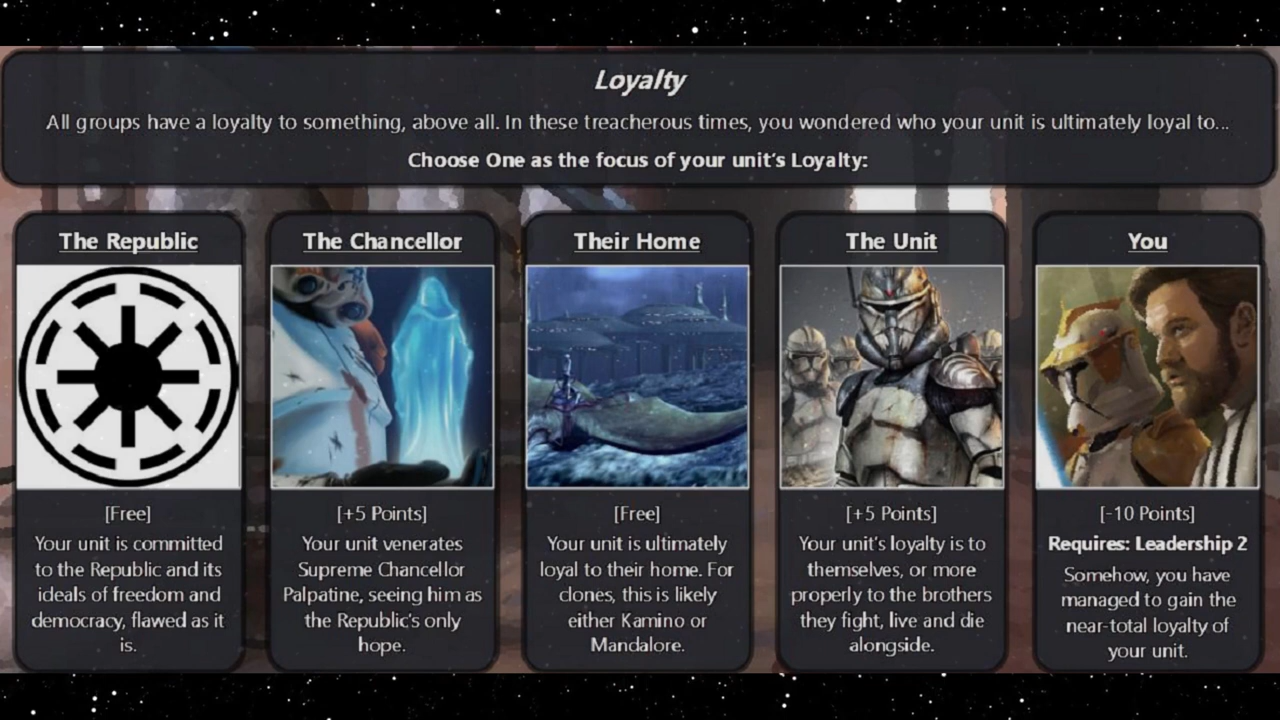 Loyalty
All groups have a loyalty to something, above all. In these treacherous times, you wondered who your unit is ultimately loyal to...
Choose One as the focus of your unit's Loyalty:
The Republic
[Free]
Your unit is committed
to the Republic and its
ideals of freedom and
democracy, flawed as it
is.
The Chancellor
[+5 Points]
Your unit venerates
Supreme Chancellor
Palpatine, seeing him as
the Republic's only
hope.
Their Home
[Free]
Your unit is ultimately
loyal to their home. For
clones, this is likely
either Kamino or
Mandalore.
The Unit
[+5 Points]
Your unit's loyalty is to
themselves, or more
properly to the brothers
they fight, live and die
alongside.
You
[-10 Points]
Requires: Leadership 2
Somehow, you have
managed to gain the
near-total loyalty of
your unit.